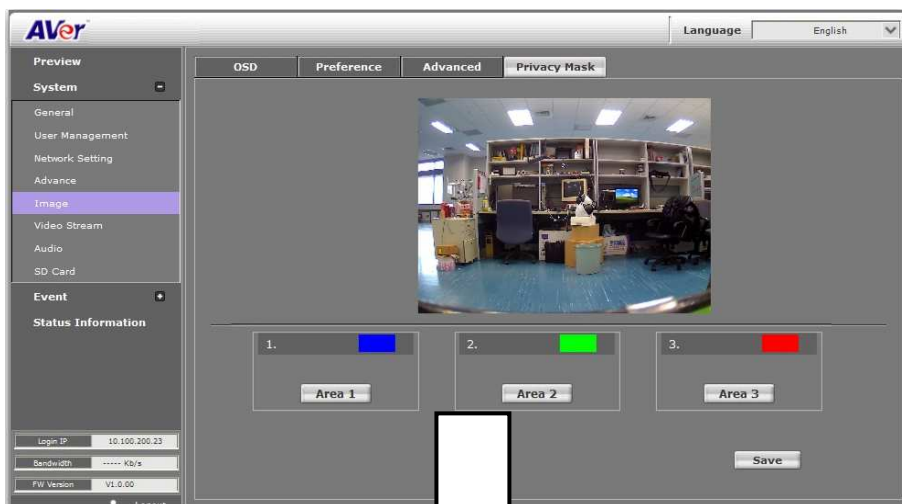 AVer
Language English
Preview
System
General
User Management
Network Setting
Advance
Image
Video Stream
Audio
SD Card
Event
Status Information
Login IP 10.100.200.23
Bandwidth ----- Kb/s
FW Version V1.0.00
OSD Preference Advanced Privacy Mask
1. 2. 3.
Area 1 Area 2 Area 3
Save